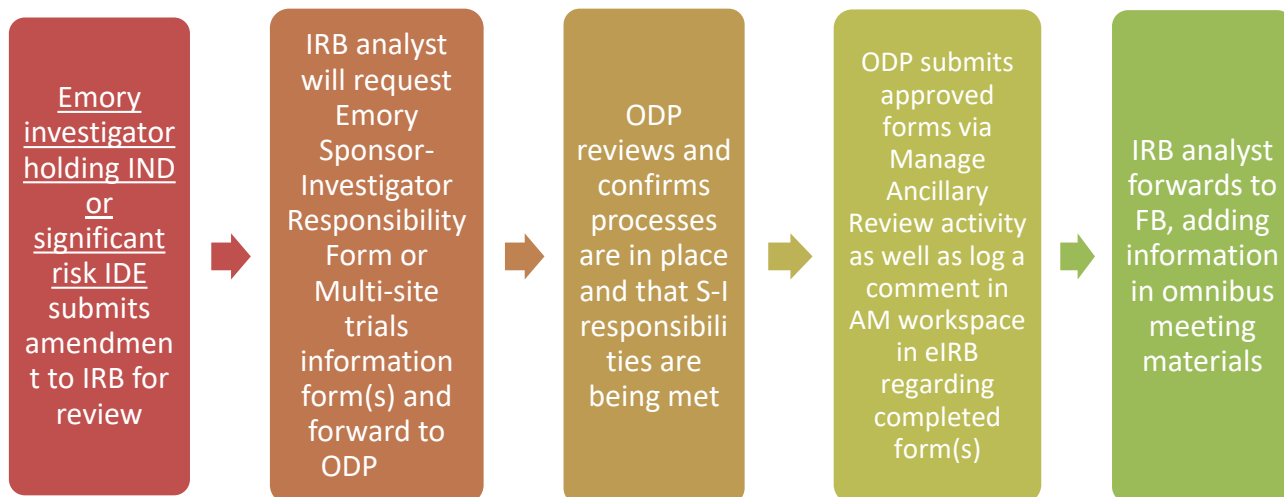 Emory
investigator
holding IND
or
significant
risk IDE
submits
amendmen
t to IRB for
review
IRB analyst
will request
Emory
Sponsor-
Investigator
Responsibility
Form or
Multi-site
trials
information
form(s) and
forward to
ODP
ODP
reviews and
confirms
processes
are in place
and that S-I
responsibili
ties are
being met
ODP submits
approved
forms via
Manage
Ancillary
Review activity
as well as log a
comment in
AM workspace
in eIRB
regarding
completed
form(s)
IRB analyst
forwards to
FB, adding
information
in omnibus
meeting
materials